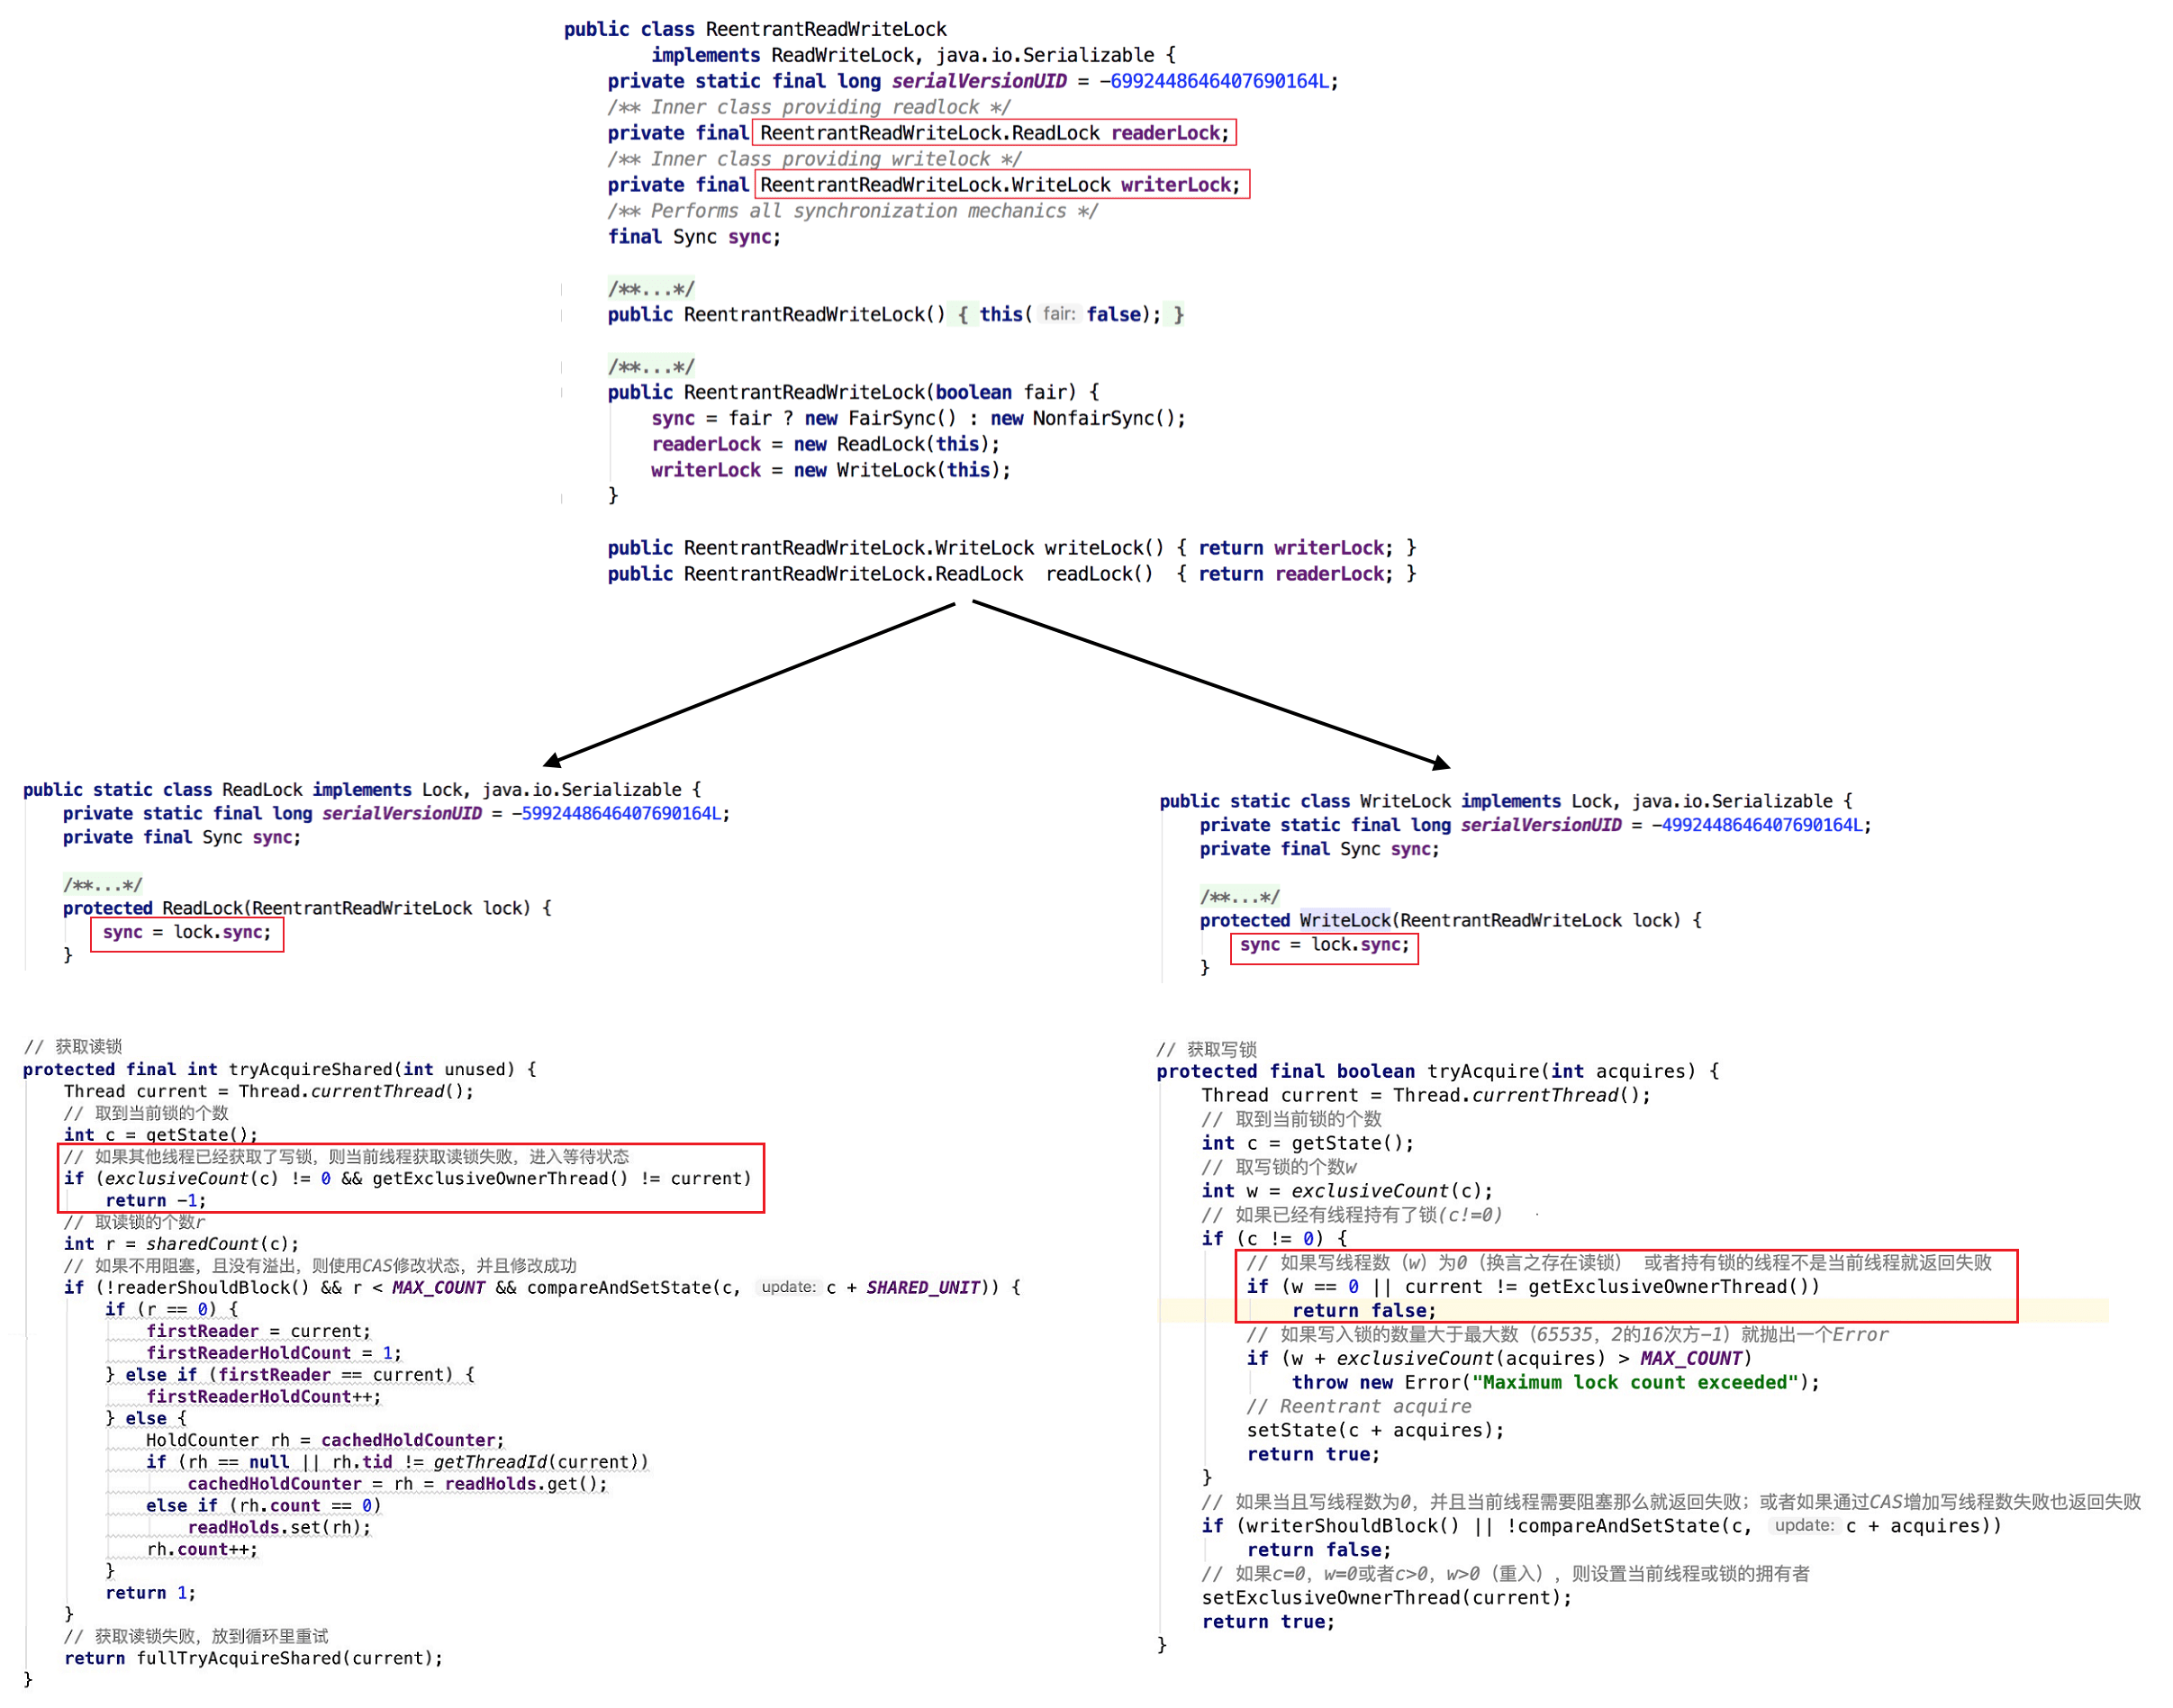 public class ReentrantReadWriteLock
implements ReadWriteLock, java.io.Serializable {
private static final long serialVersionUID = -6992448646407690164L;
/** Inner class providing readlock */
private final ReentrantReadWriteLock.ReadLock readerLock;
/** Inner class providing writelock */
private final ReentrantReadWriteLock.WriteLock writerLock;
/** Performs all synchronization mechanics */
final Sync sync;
/**...*/
public ReentrantReadWriteLock() { this( fair: false); }
/**...*/
public ReentrantReadWriteLock(boolean fair) {
sync = fair ? new FairSync() : new NonfairSync();
readerLock = new ReadLock(this);
writerLock = new WriteLock(this);
}
public ReentrantReadWriteLock.WriteLock writeLock() { return writerLock; }
public ReentrantReadWriteLock.ReadLock  readLock()  { return readerLock; }
public static class ReadLock implements Lock, java.io.Serializable {
private static final long serialVersionUID = -5992448646407690164L;
private final Sync sync;
/**...*/
protected ReadLock(ReentrantReadWriteLock lock) {
sync = lock.sync;
}
public static class WriteLock implements Lock, java.io.Serializable {
private static final long serialVersionUID = -4992448646407690164L;
private final Sync sync;
/**...*/
protected WriteLock(ReentrantReadWriteLock lock) {
sync = lock.sync;
}
// 获取读锁
protected final int tryAcquireShared(int unused) {
Thread current = Thread.currentThread();
// 取到当前锁的个数
int c = getState();
// 如果其他线程已经获取了写锁，则当前线程获取读锁失败，进入等待状态
if (exclusiveCount(c) != 0 && getExclusiveOwnerThread() != current)
return -1;
// 取读锁的个数r
int r = sharedCount(c);
// 如果不用阻塞，且没有溢出，则使用CAS修改状态，并且修改成功
if (!readerShouldBlock() && r < MAX_COUNT && compareAndSetState(c, update: c + SHARED_UNIT)) {
if (r == 0) {
firstReader = current;
firstReaderHoldCount = 1;
} else if (firstReader == current) {
firstReaderHoldCount++;
} else {
HoldCounter rh = cachedHoldCounter;
if (rh == null || rh.tid != getThreadId(current))
cachedHoldCounter = rh = readHolds.get();
else if (rh.count == 0)
readHolds.set(rh);
rh.count++;
}
return 1;
}
// 获取读锁失败，放到循环里重试
return fullTryAcquireShared(current);
}
// 获取写锁
protected final boolean tryAcquire(int acquires) {
Thread current = Thread.currentThread();
// 取到当前锁的个数
int c = getState();
// 取写锁的个数w
int w = exclusiveCount(c);
// 如果已经有线程持有了锁(c!=0)
if (c != 0) {
// 如果写线程数（w）为0（换言之存在读锁） 或者持有锁的线程不是当前线程就返回失败
if (w == 0 || current != getExclusiveOwnerThread())
return false;
// 如果写入锁的数量大于最大数（65535，2的16次方-1）就抛出一个Error
if (w + exclusiveCount(acquires) > MAX_COUNT)
throw new Error("Maximum lock count exceeded");
// Reentrant acquire
setState(c + acquires);
return true;
}
// 如果当且写线程数为0，并且当前线程需要阻塞那么就返回失败；或者如果通过CAS增加写线程数失败也返回失败
if (writerShouldBlock() || !compareAndSetState(c, update: c + acquires))
return false;
// 如果c=0，w=0或者c>0，w>0（重入），则设置当前线程或锁的拥有者
setExclusiveOwnerThread(current);
return true;
}